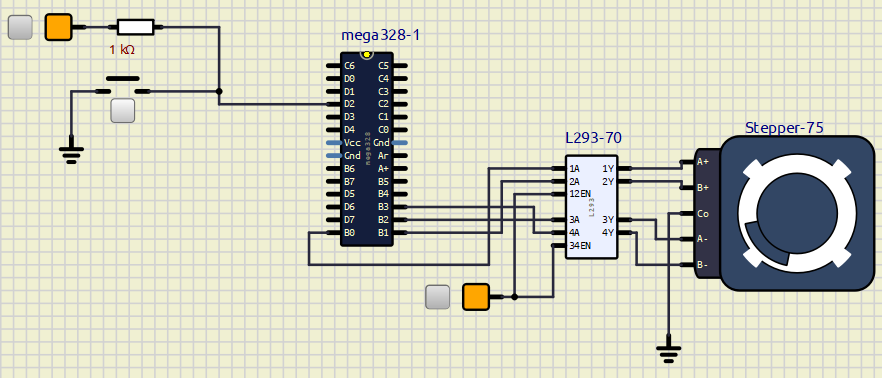 mega328-1
1 kΩ
C6 C5
D0 C4
D1 C3
D2 C2
D3 C1
D4 C0
Vcc Gnd
Gnd Ar
B6 A+
B7 B5
D5 B4
D6 B3
D7 B2
B0 B1
mega328
L293-70
1A 1Y
2A 2Y
12EN
3A 3Y
4A 4Y
34EN
L293
Stepper-75
A+
B+
Co
A-
B-